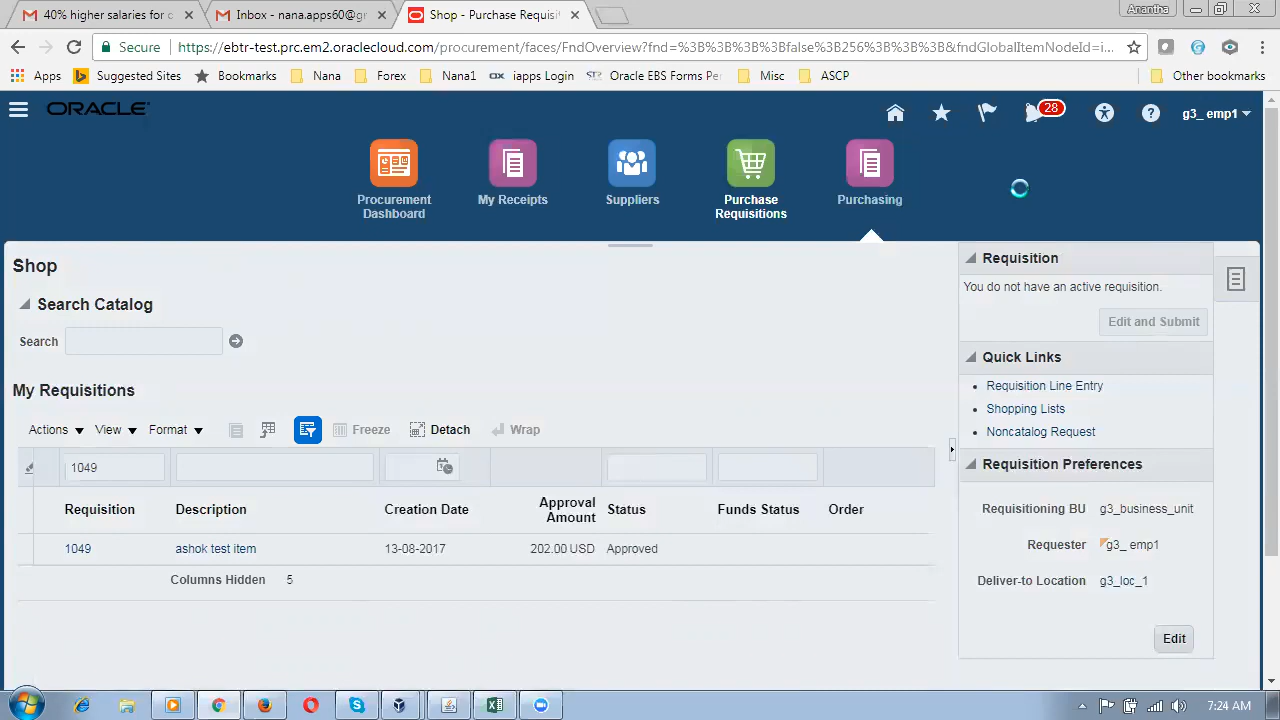 40% higher salaries for c
Inbox - nana.apps60@gr
Shop - Purchase Requisit
Anantha
Secure
https://ebtr-test.prc.em2.oraclecloud.com/procurement/faces/FndOverview?fnd=%3B%3B%3B%3Bfalse%3B256%3B%3B%3B&fndGlobalItemNodeId=i...
Apps
Suggested Sites
Bookmarks
Nana
Forex
Nana1
iapps Login
Oracle EBS Forms Pe
Misc
ASCP
Other bookmarks
ORACLE
28
g3_ emp1
Procurement
Dashboard
My Receipts
Suppliers
Purchase
Requisitions
Purchasing
Shop
Search Catalog
Search
My Requisitions
Actions
View
Format
Freeze
Detach
Wrap
1049
Requisition
Description
Creation Date
Approval
Amount
Status
Funds Status
Order
1049
ashok test item
13-08-2017
202.00 USD
Approved
Columns Hidden 5
Requisition
You do not have an active requisition.
Edit and Submit
Quick Links
Requisition Line Entry
Shopping Lists
Noncatalog Request
Requisition Preferences
Requisitioning BU g3_business_unit
Requester g3_ emp1
Deliver-to Location g3_loc_1
Edit
7:24 AM